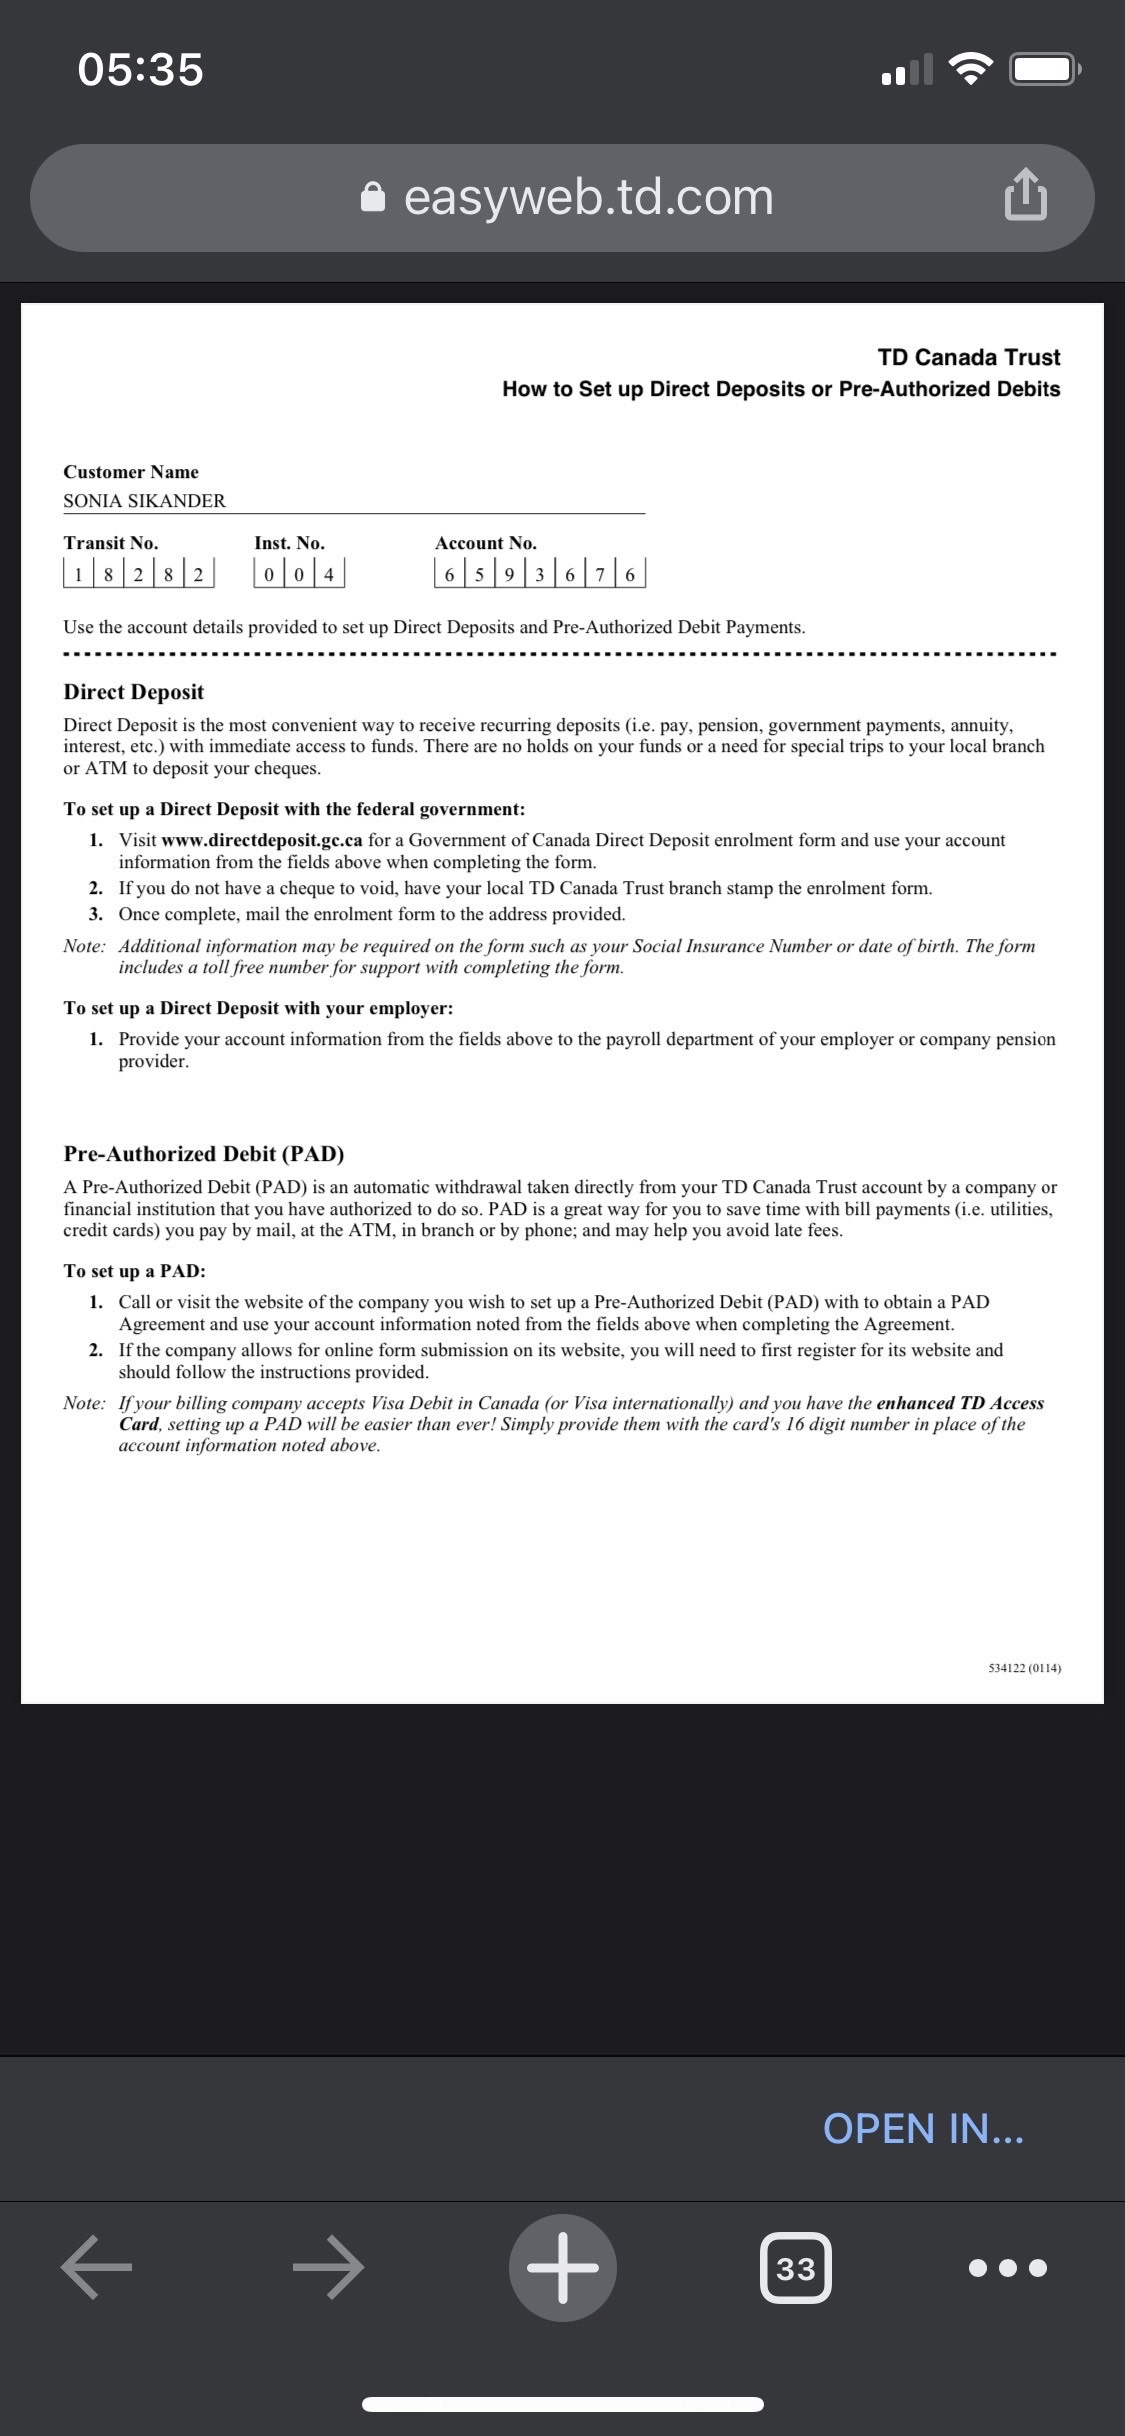 05:35
easyweb.td.com
TD Canada Trust
How to Set up Direct Deposits or Pre-Authorized Debits
Customer Name
SONIA SIKANDER
Transit No. Inst. No. Account No.
1 8 2 8 2 0 0 4 6 5 9 3 6 7 6
Use the account details provided to set up Direct Deposits and Pre-Authorized Debit Payments.
Direct Deposit
Direct Deposit is the most convenient way to receive recurring deposits (i.e. pay, pension, government payments, annuity,
interest, etc.) with immediate access to funds. There are no holds on your funds or a need for special trips to your local branch
or ATM to deposit your cheques.
To set up a Direct Deposit with the federal government:
1. Visit www.directdeposit.gc.ca for a Government of Canada Direct Deposit enrolment form and use your account
information from the fields above when completing the form.
2. If you do not have a cheque to void, have your local TD Canada Trust branch stamp the enrolment form.
3. Once complete, mail the enrolment form to the address provided.
Note: Additional information may be required on the form such as your Social Insurance Number or date of birth. The form
includes a toll free number for support with completing the form.
To set up a Direct Deposit with your employer:
1. Provide your account information from the fields above to the payroll department of your employer or company pension
provider.
Pre-Authorized Debit (PAD)
A Pre-Authorized Debit (PAD) is an automatic withdrawal taken directly from your TD Canada Trust account by a company or
financial institution that you have authorized to do so. PAD is a great way for you to save time with bill payments (i.e. utilities,
credit cards) you pay by mail, at the ATM, in branch or by phone; and may help you avoid late fees.
To set up a PAD:
1. Call or visit the website of the company you wish to set up a Pre-Authorized Debit (PAD) with to obtain a PAD
Agreement and use your account information noted from the fields above when completing the Agreement.
2. If the company allows for online form submission on its website, you will need to first register for its website and
should follow the instructions provided.
Note: If your billing company accepts Visa Debit in Canada (or Visa internationally) and you have the enhanced TD Access
Card, setting up a PAD will be easier than ever! Simply provide them with the card's 16 digit number in place of the
account information noted above.
534122 (0114)
OPEN IN...
33